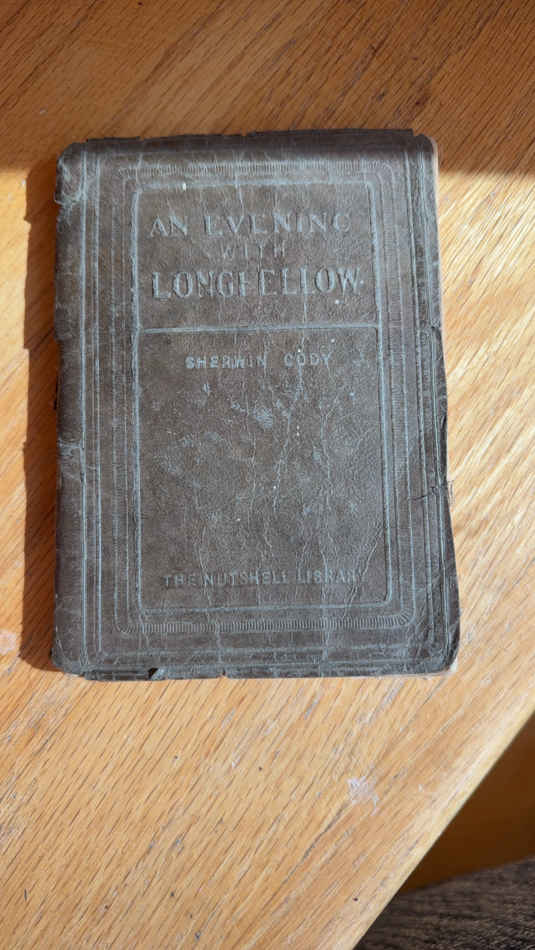 AN EVENING
WITH
LONGFELLOW
SHERWIN CODY
THE NUTSHELL LIBRARY